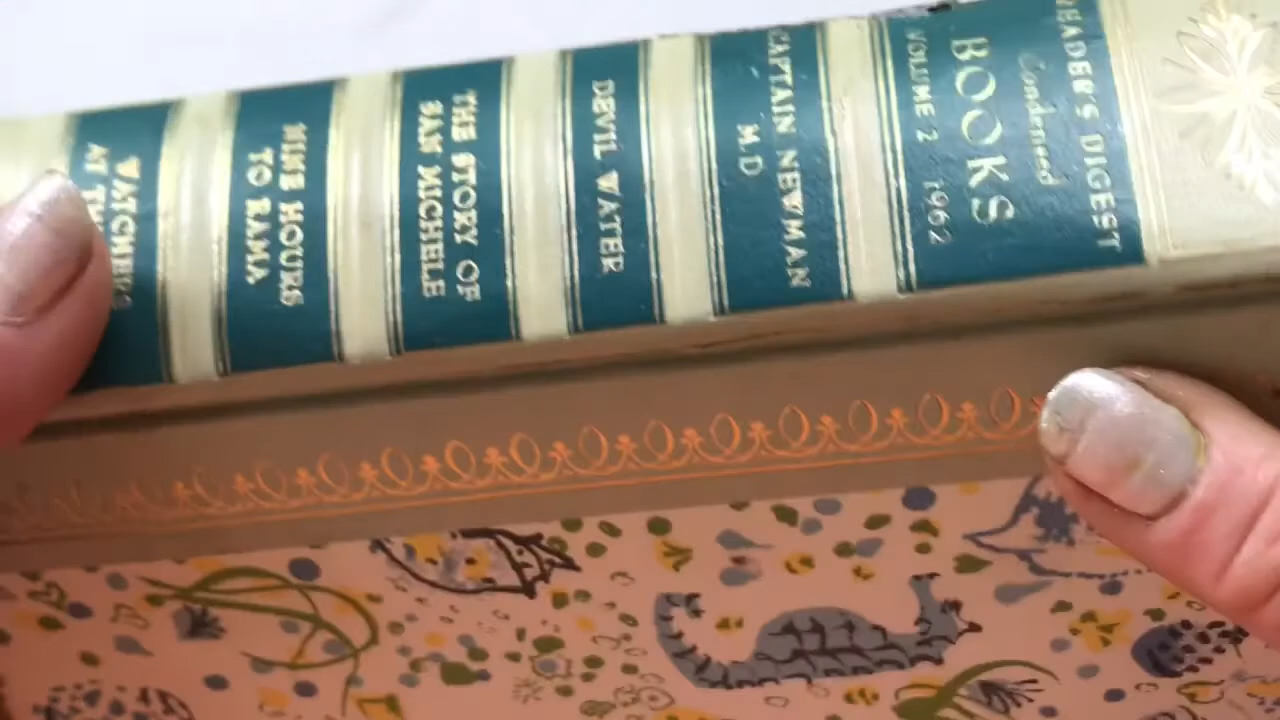 READER'S DIGEST
Condensed
BOOKS
VOLUME 2 1962
CAPTAIN NEWMAN
M.D
DEVIL WATER
THE STORY OF
SAN MICHELE
NINE HOURS
TO RAMA
WATCHERS
AT